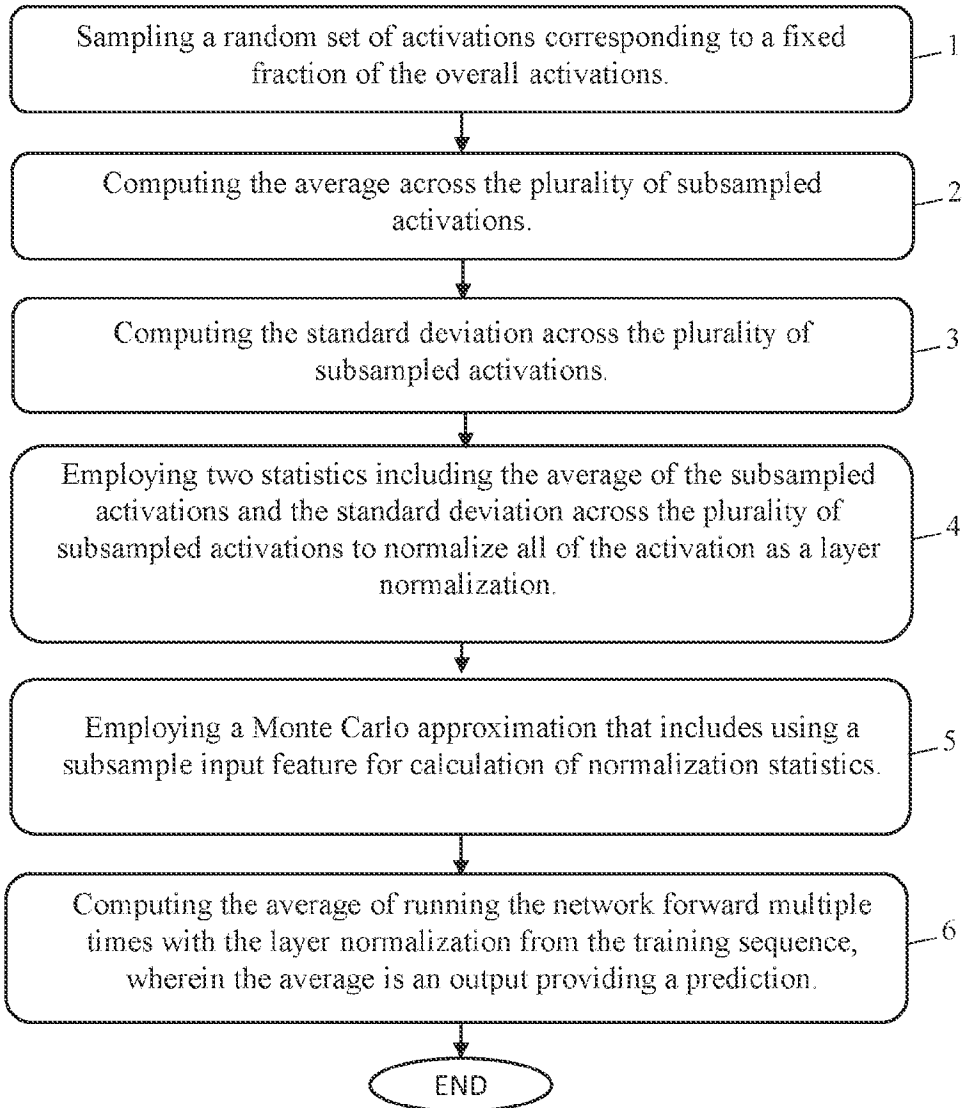 Sampling a random set of activations corresponding to a fixed
fraction of the overall activations.
1
Computing the average across the plurality of subsampled
activations.
2
Computing the standard deviation across the plurality of
subsampled activations.
3
Employing two statistics including the average of the subsampled
activations and the standard deviation across the plurality of
subsampled activations to normalize all of the activation as a layer
normalization.
4
Employing a Monte Carlo approximation that includes using a
subsample input feature for calculation of normalization statistics.
5
Computing the average of running the network forward multiple
times with the layer normalization from the training sequence,
wherein the average is an output providing a prediction.
6
END